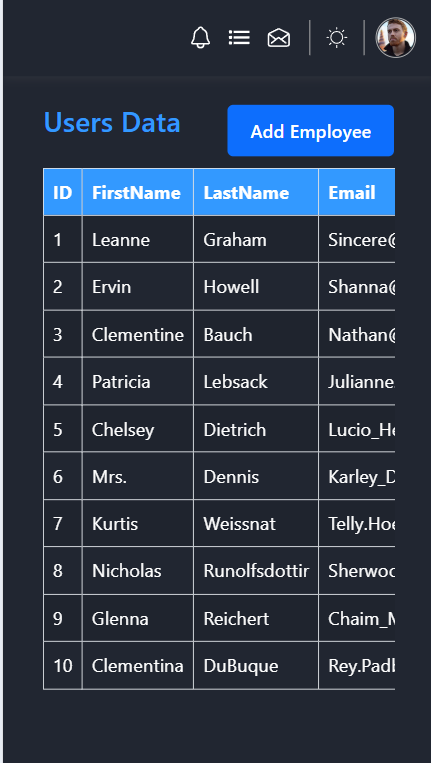 Users Data
Add Employee
ID FirstName LastName Email
1 Leanne Graham Sincere@
2 Ervin Howell Shanna@
3 Clementine Bauch Nathan@
4 Patricia Lebsack Julianne.
5 Chelsey Dietrich Lucio_He
6 Mrs. Dennis Karley_D
7 Kurtis Weissnat Telly.Hoe
8 Nicholas Runolfsdottir Sherwoo
9 Glenna Reichert Chaim_M
10 Clementina DuBuque Rey.Padb